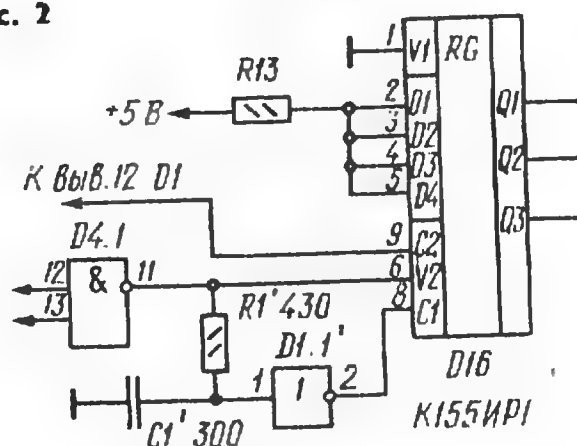 с. 2
1 V1 RG
R13
+5 В 2 D1 Q1
3 D2
4 D3 Q2
5 D4
К выв.12 D1 Q3
9 C2
D4.1
12 & 11 6 V2
13 R1' 430 8 C1
D1.1'
1 1 2 D16
C1' 300 К155ИР1